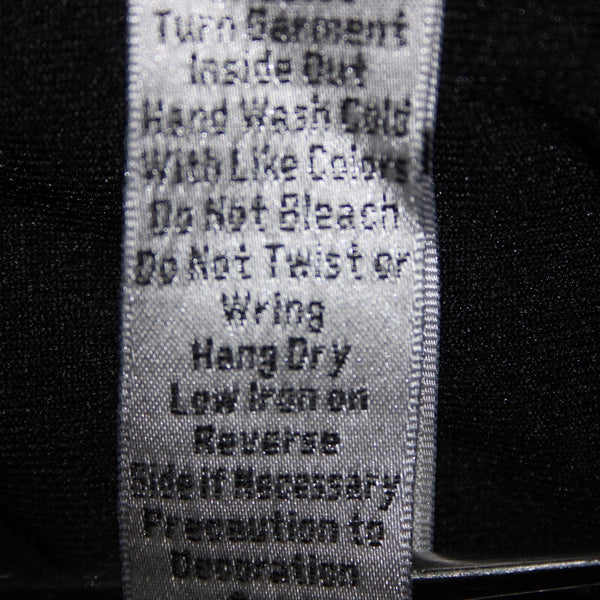 Turn Garment
Inside Out
Hand Wash Cold
With Like Colors
Do Not Bleach
Do Not Twist or
Wring
Hang Dry
Low Iron on
Reverse
Side if Necessary
Precaution to
Decoration